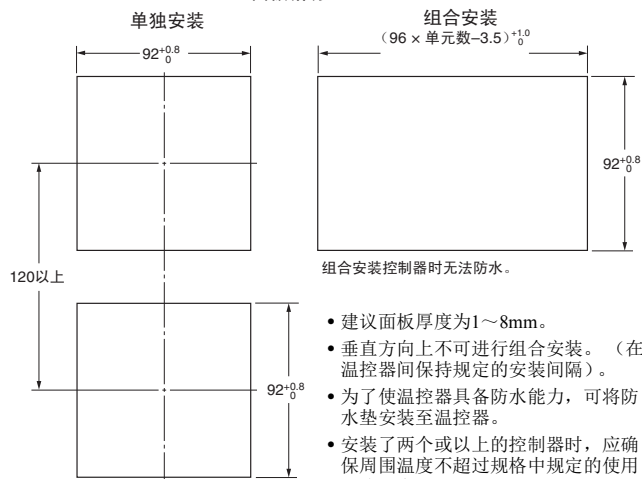 单独安装
92 +0.8 0
120以上
92 +0.8 0
组合安装
(96 × 单元数–3.5) +1.0 0
92 +0.8 0
组合安装控制器时无法防水。
• 建议面板厚度为1～8mm。
• 垂直方向上不可进行组合安装。 （在
温控器间保持规定的安装间隔）。
• 为了使温控器具备防水能力，可将防
水垫安装至温控器。
• 安装了两个或以上的控制器时，应确
保周围温度不超过规格中规定的使用